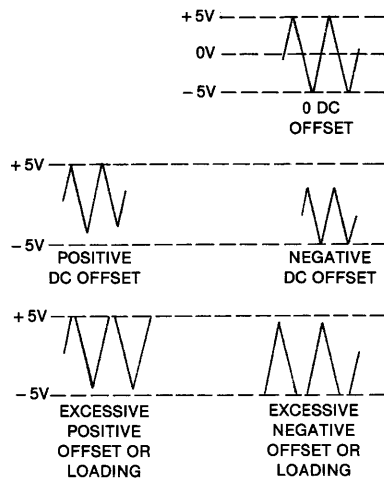 +5V
0V
-5V
0 DC
OFFSET
+5V
-5V
POSITIVE
DC OFFSET
NEGATIVE
DC OFFSET
+5V
-5V
EXCESSIVE
POSITIVE
OFFSET OR
LOADING
EXCESSIVE
NEGATIVE
OFFSET OR
LOADING